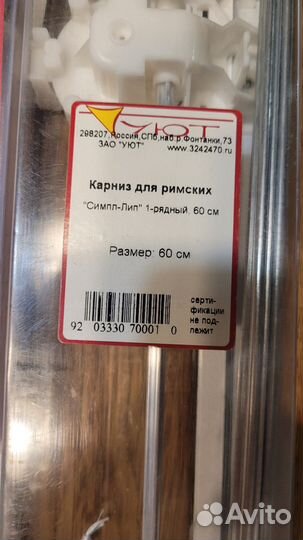 УЮТ
298207,Россия,СПб,наб.р.Фонтанки,73
ЗАО "УЮТ" www.3242470.ru
Карниз для римских
"Симпл-Лип" 1-рядный. 60 см
Размер: 60 см
серти-
фикации
не под-
лежит
92 03330 70001 0
Avito